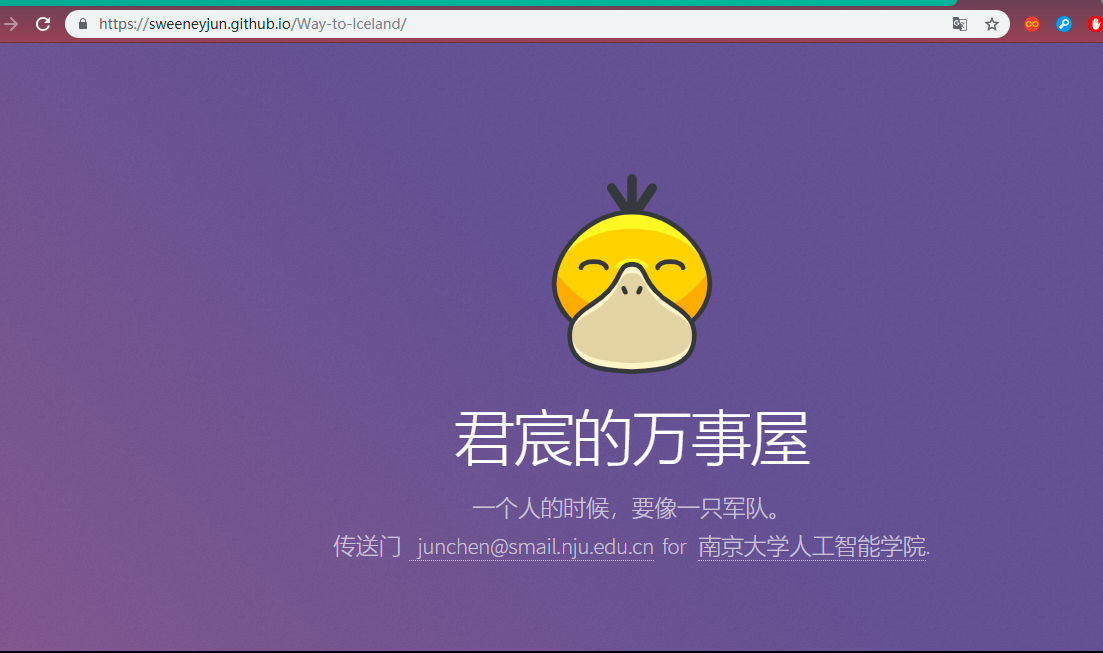 https://sweeneyjun.github.io/Way-to-Iceland/
君宸的万事屋
一个人的时候，要像一只军队。
传送门 junchen@smail.nju.edu.cn for 南京大学人工智能学院.